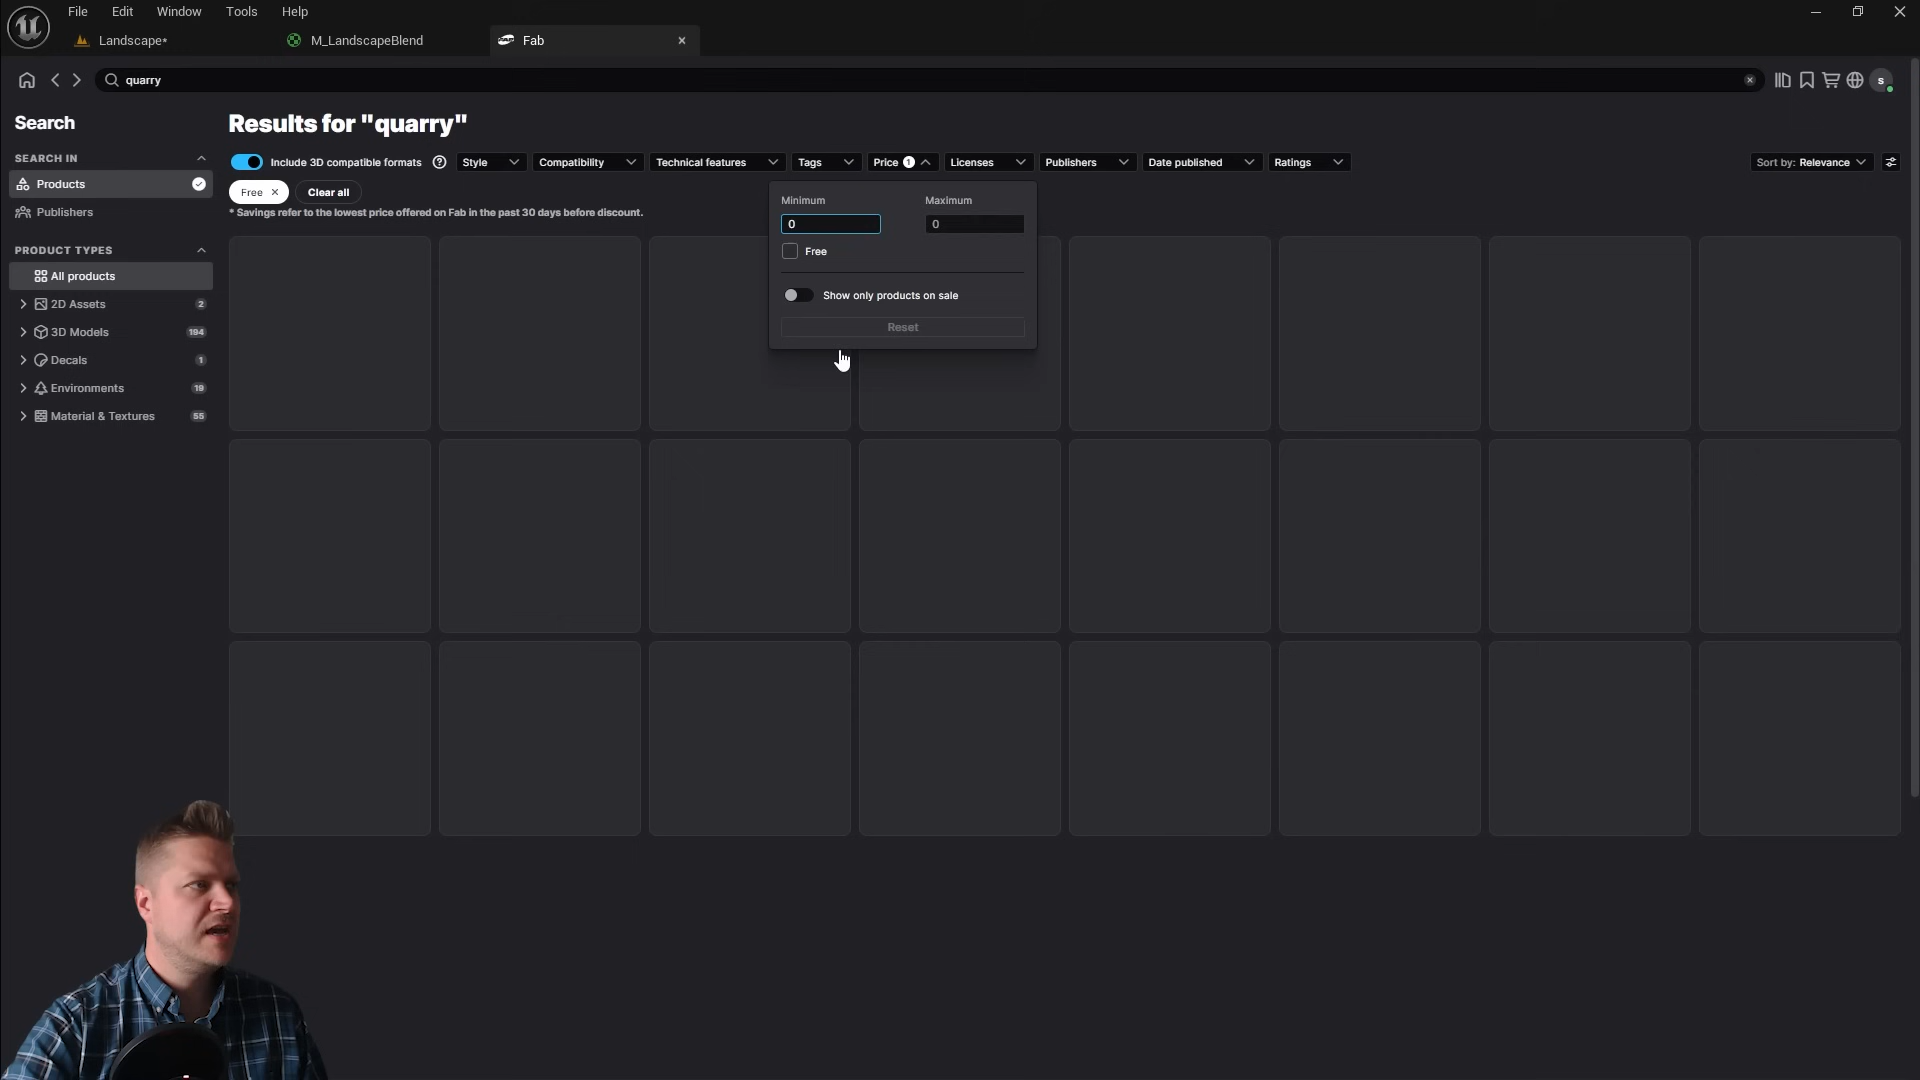 File Edit Window Tools Help
Landscape* M_LandscapeBlend Fab
quarry
S
Search
Results for "quarry"
SEARCH IN
Include 3D compatible formats Style Compatibility Technical features Tags Price 1 Licenses Publishers Date published Ratings Sort by: Relevance
Products
Free Clear all
Publishers
* Savings refer to the lowest price offered on Fab in the past 30 days before discount.
Minimum Maximum
0 0
Free
Show only products on sale
Reset
PRODUCT TYPES
All products
2D Assets 2
3D Models 194
Decals 1
Environments 19
Material & Textures 55